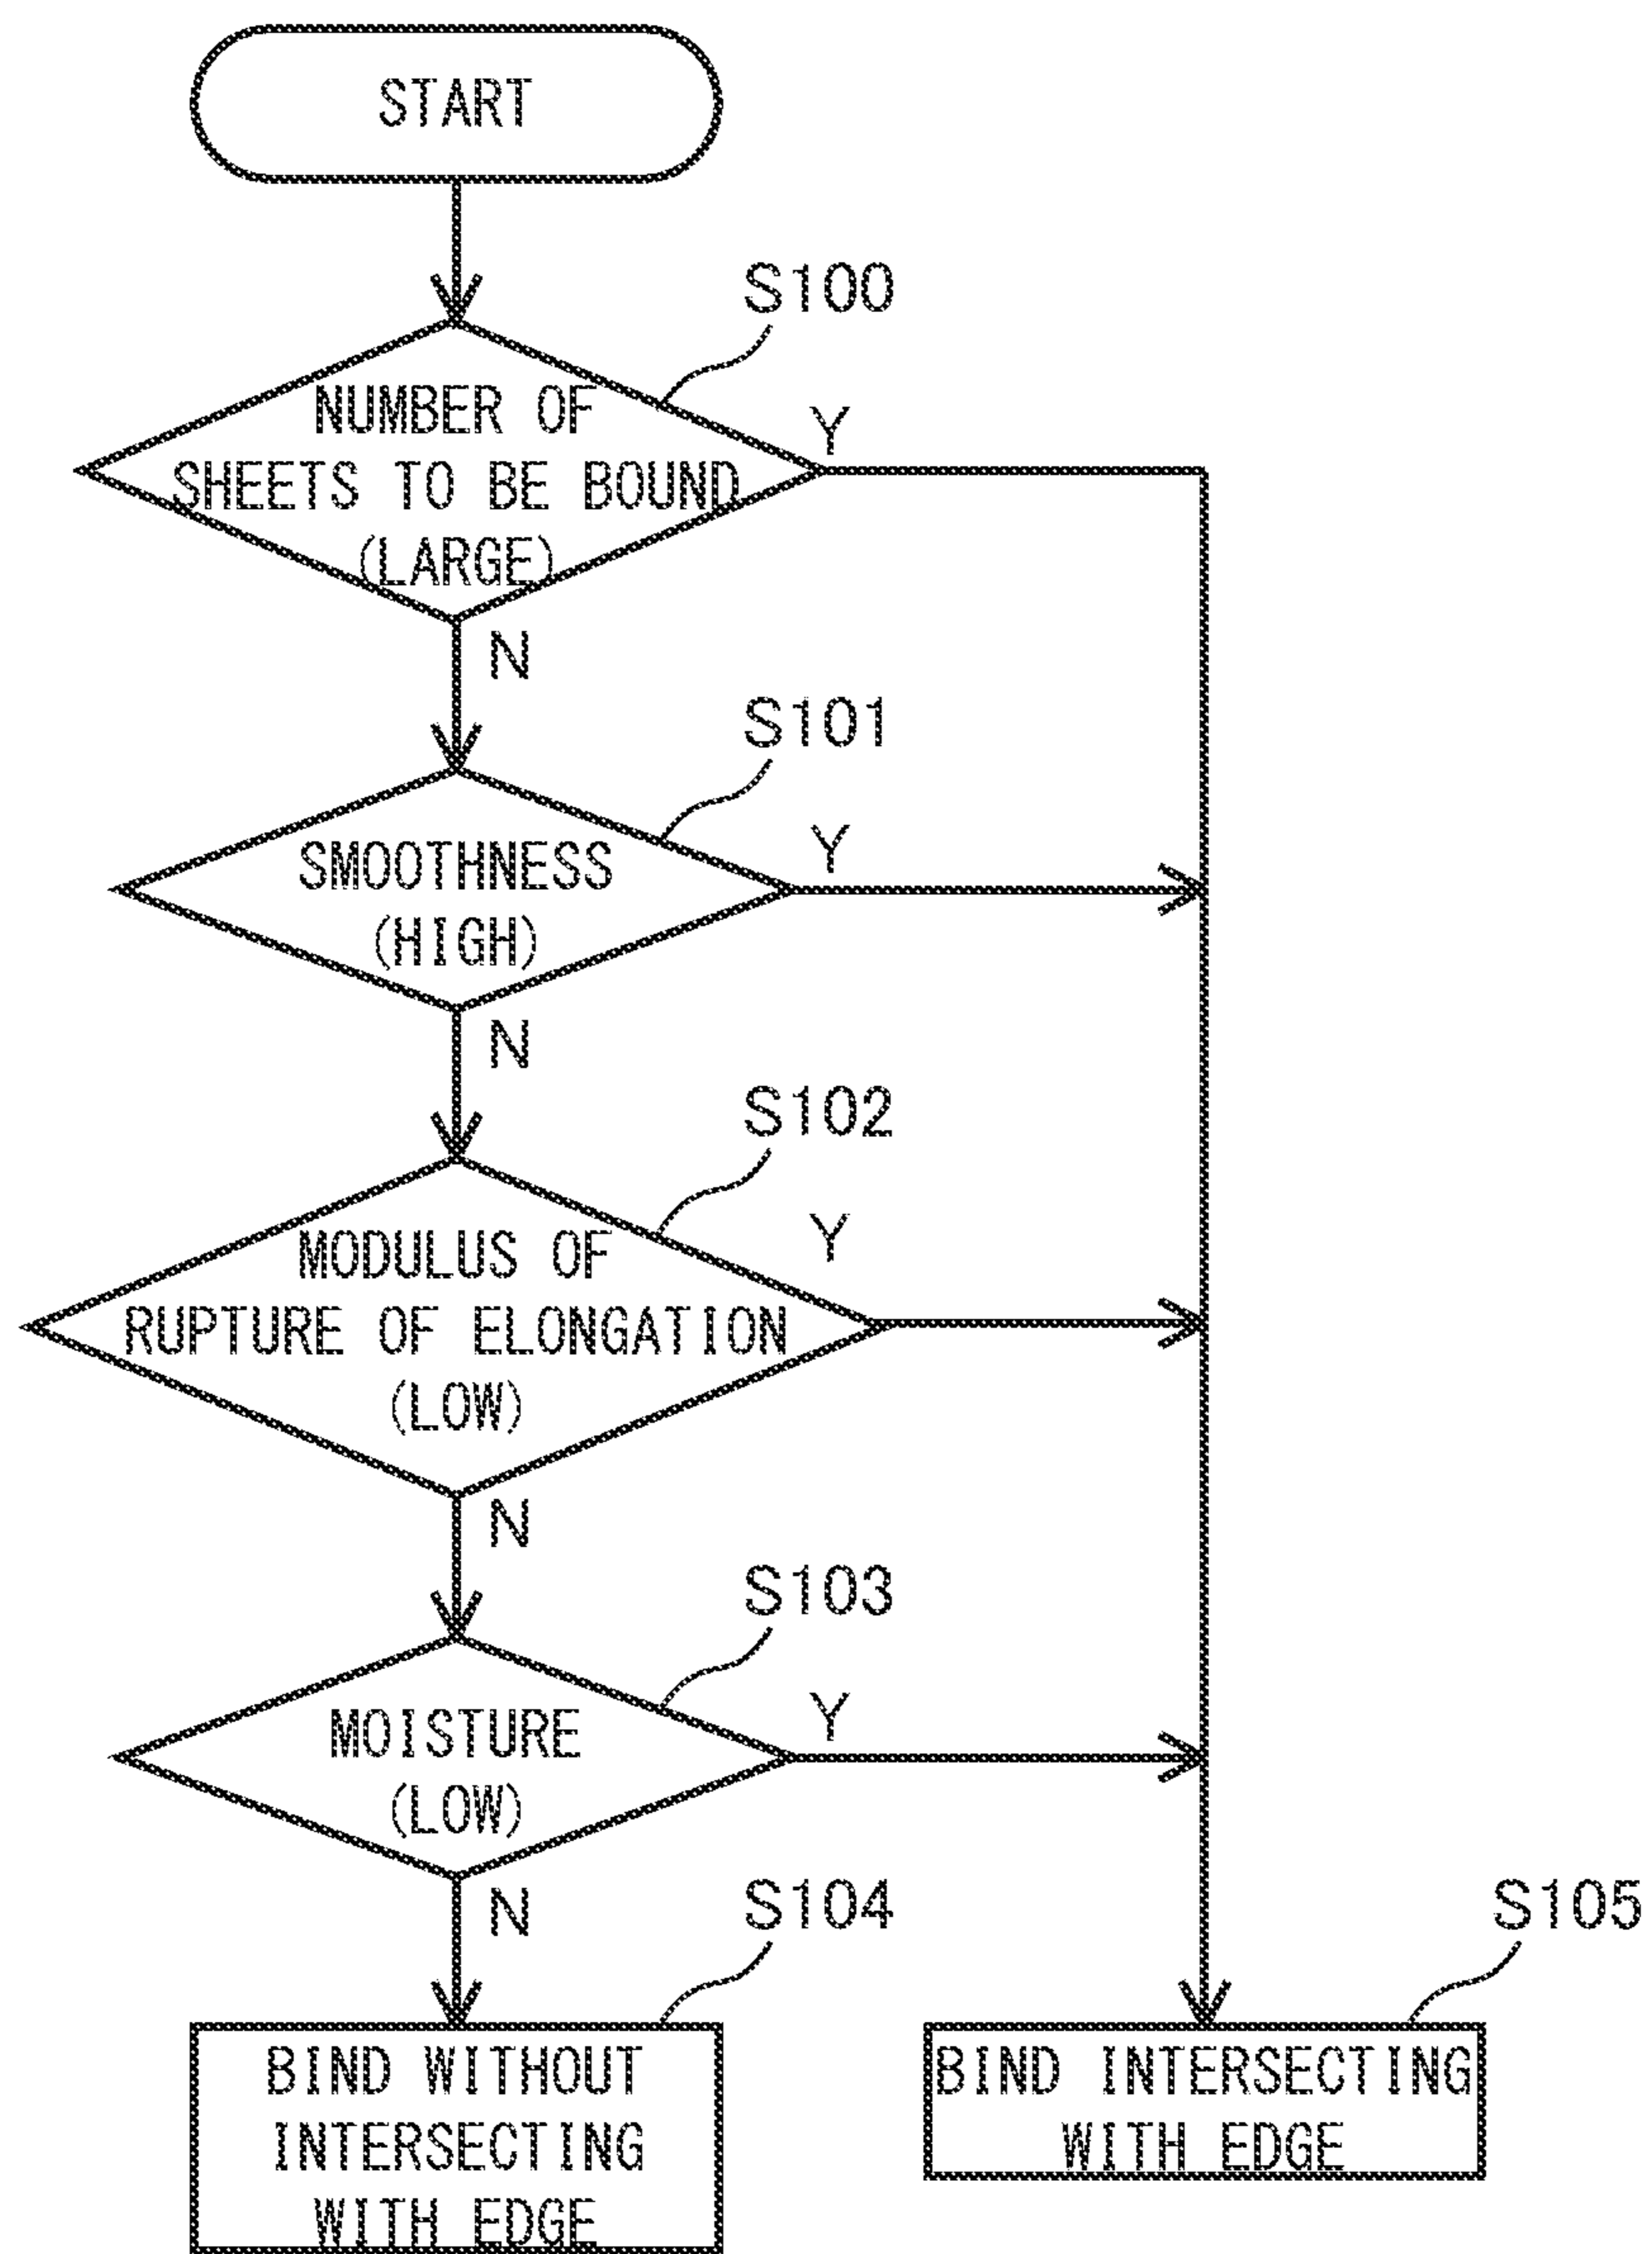 START
S100
NUMBER OF
SHEETS TO BE BOUND
(LARGE)
Y
N
S101
SMOOTHNESS
(HIGH)
Y
N
S102
MODULUS OF
RUPTURE OF ELONGATION
(LOW)
Y
N
S103
MOISTURE
(LOW)
Y
N
S104
BIND WITHOUT
INTERSECTING
WITH EDGE
S105
BIND INTERSECTING
WITH EDGE